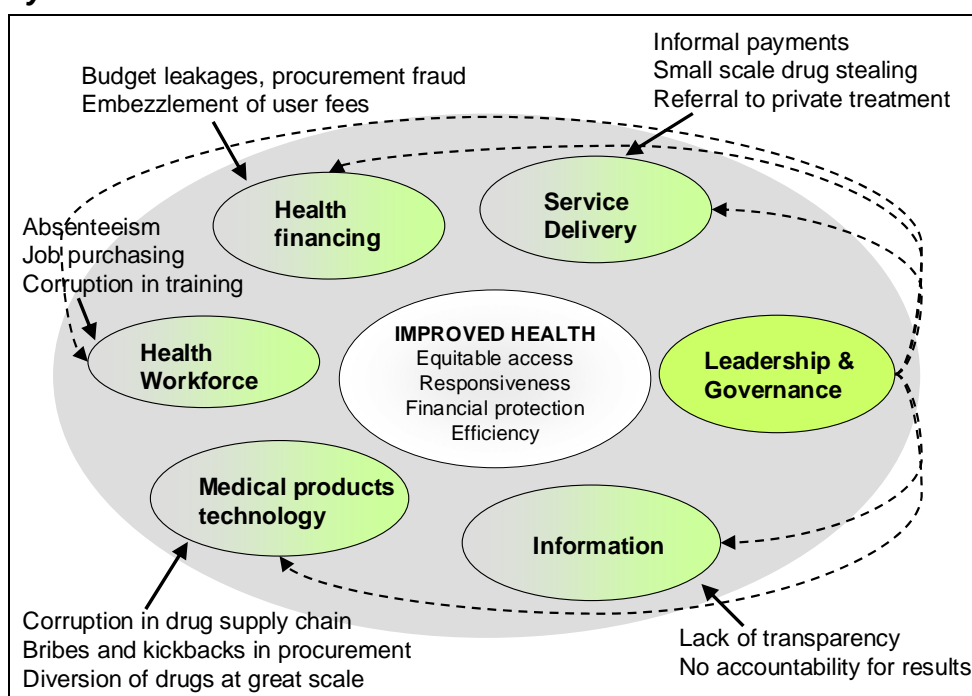 Budget leakages, procurement fraud
Embezzlement of user fees
Informal payments
Small scale drug stealing
Referral to private treatment
Health
financing
Service
Delivery
Absenteeism
Job purchasing
Corruption in training
Health
Workforce
IMPROVED HEALTH
Equitable access
Responsiveness
Financial protection
Efficiency
Leadership &
Governance
Medical products
technology
Information
Corruption in drug supply chain
Bribes and kickbacks in procurement
Diversion of drugs at great scale
Lack of transparency
No accountability for results